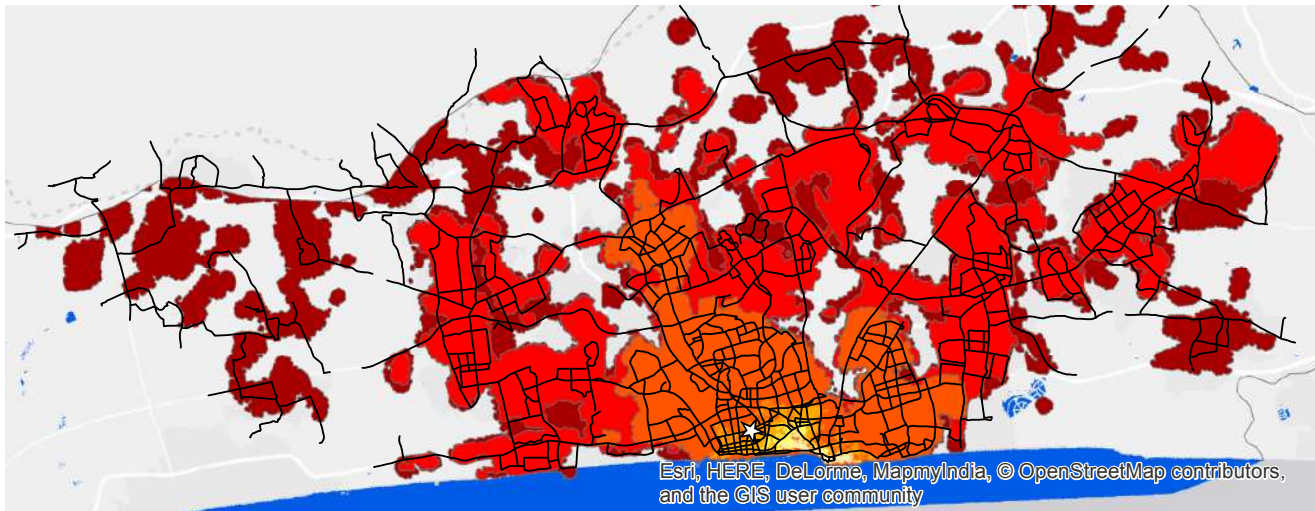 Esri, HERE, DeLorme, MapmyIndia, © OpenStreetMap contributors,
and the GIS user community